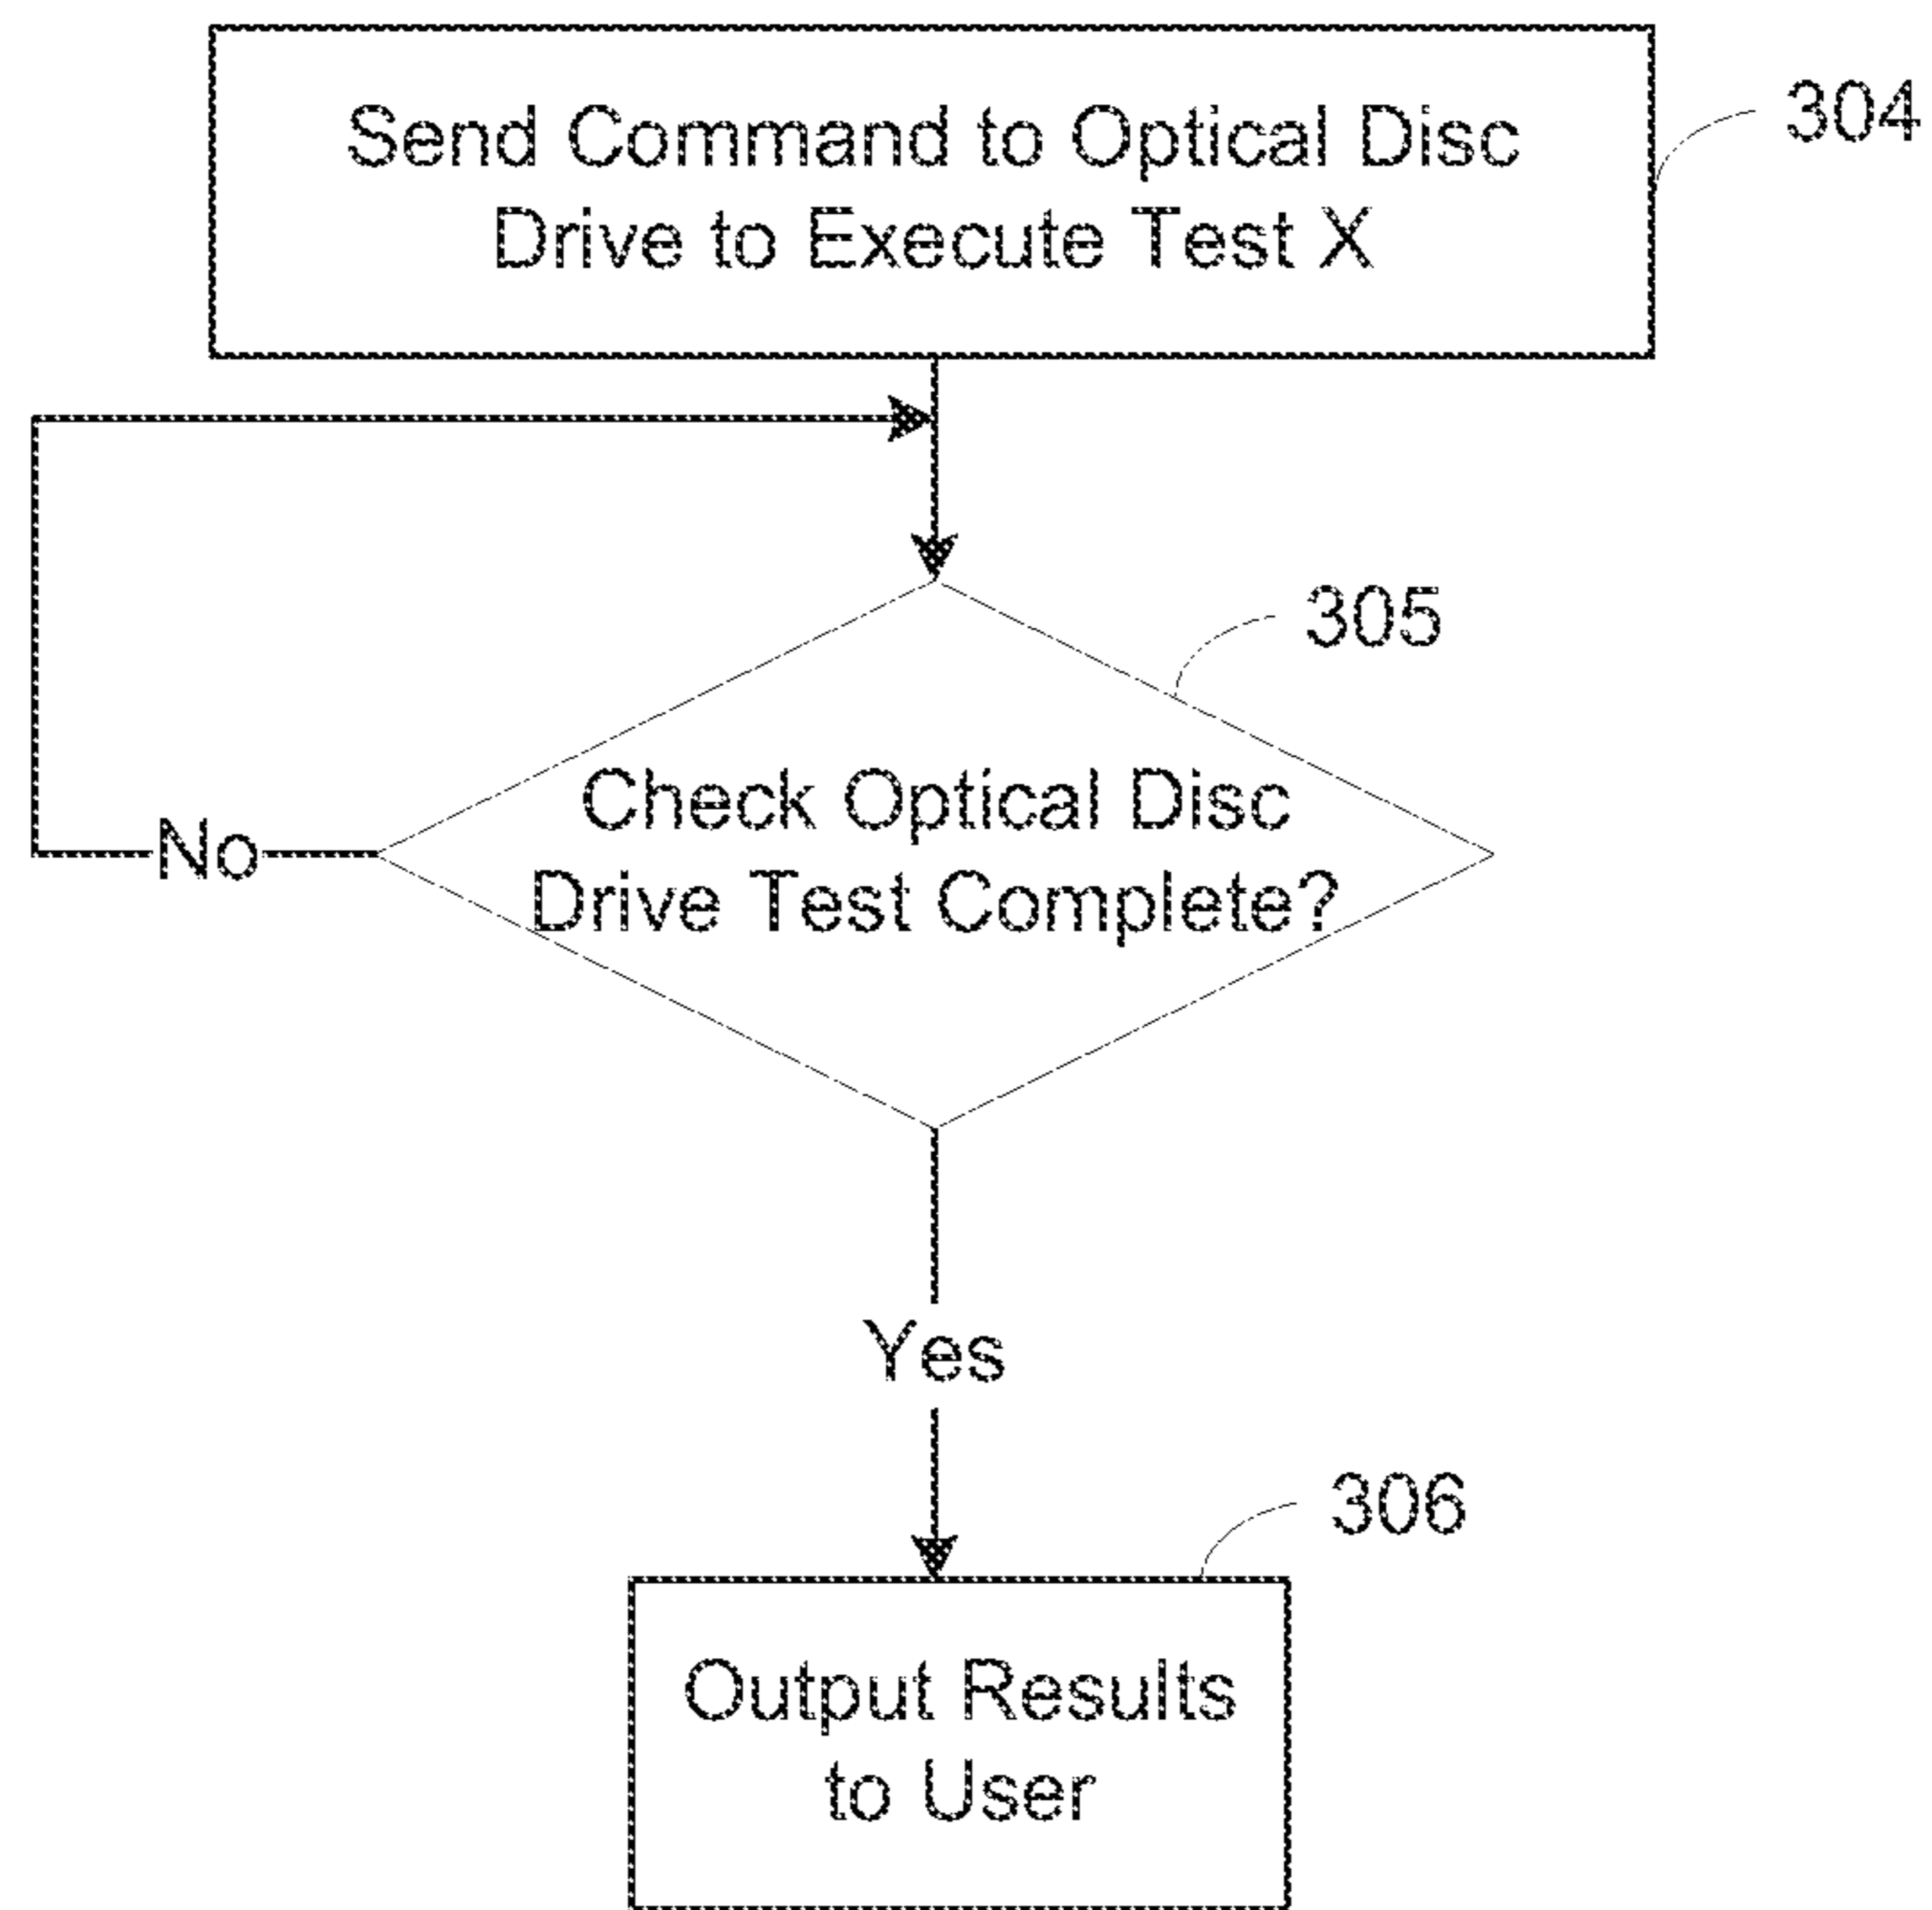 Send Command to Optical Disc
Drive to Execute Test X
304
305
Check Optical Disc
Drive Test Complete?
No
Yes
306
Output Results
to User